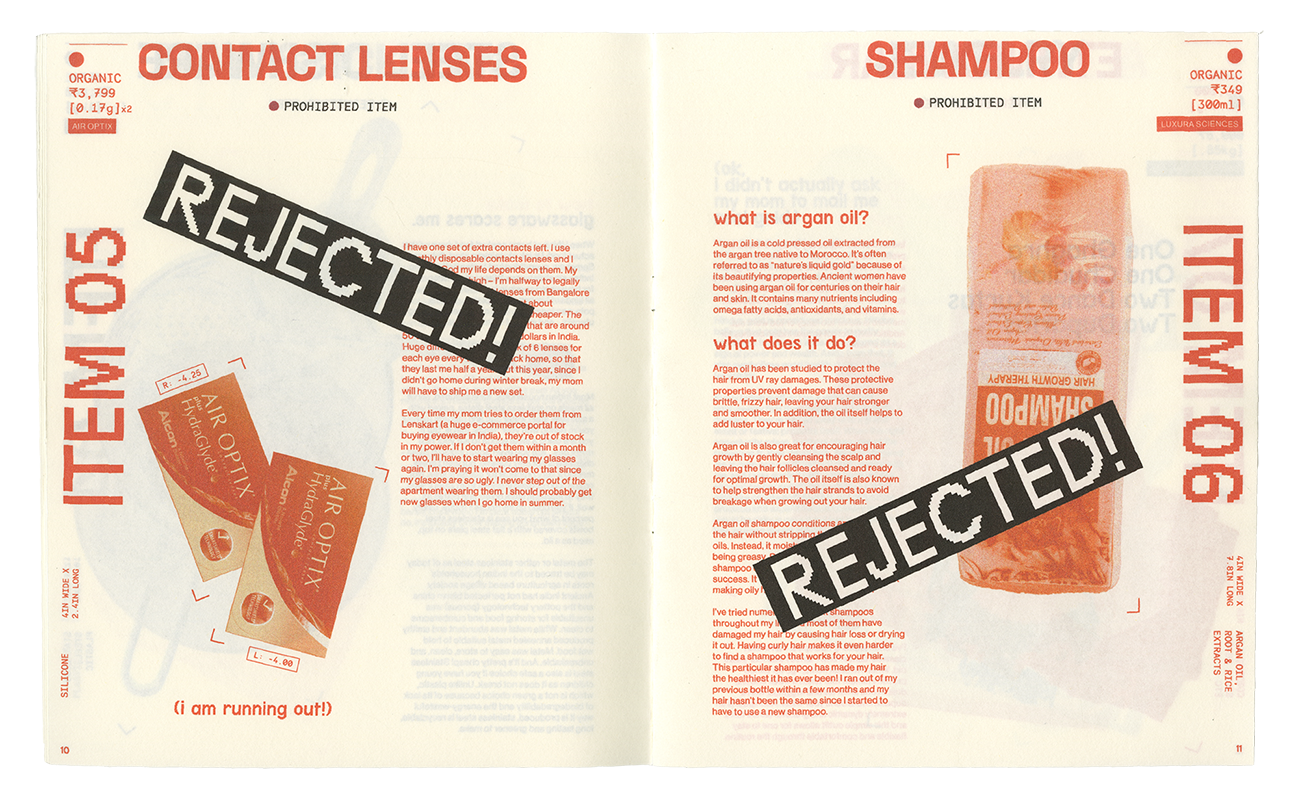 CONTACT LENSES
PROHIBITED ITEM
ORGANIC
₹3,799
[0.17g]x2
AIR OPTIX
REJECTED!
ITEM 05
I have one set of extra contacts left. I use
disposable contacts lenses and I
God my life depends on them. My
high – I'm halfway to legally
lenses from Bangalore
about
cheaper. The
that are around
dollars in India.
Huge of 6 lenses for
each eye every back home, so that
they last me half a year. But this year, since I
didn't go home during winter break, my mom
will have to ship me a new set.
Every time my mom tries to order them from
Lenskart (a huge e-commerce portal for
buying eyewear in India), they're out of stock
in my power. If I don't get them within a month
or two, I'll have to start wearing my glasses
again. I'm praying it won't come to that since
my glasses are so ugly. I never step out of the
apartment wearing them. I should probably get
new glasses when I go home in summer.
R: -4.25
AIR OPTIX
plus
HydraGlyde
Alcon
AIR OPTIX
plus
HydraGlyde
Alcon
L: -4.00
4IN WIDE X
2.4IN LONG
SILICONE
(i am running out!)
10
SHAMPOO
PROHIBITED ITEM
ORGANIC
₹349
[300ml]
LUXURA SCIENCES
ITEM 06
what is argan oil?
Argan oil is a cold pressed oil extracted from
the argan tree native to Morocco. It's often
referred to as “nature's liquid gold” because of
its beautifying properties. Ancient women have
been using argan oil for centuries on their hair
and skin. It contains many nutrients including
omega fatty acids, antioxidants, and vitamins.
what does it do?
Argan oil has been studied to protect the
hair from UV ray damages. These protective
properties prevent damage that can cause
brittle, frizzy hair, leaving your hair stronger
and smoother. In addition, the oil itself helps to
add luster to your hair.
Argan oil is also great for encouraging hair
growth by gently cleansing the scalp and
leaving the hair follicles cleansed and ready
for optimal growth. The oil itself is also known
to help strengthen the hair strands to avoid
breakage when growing out your hair.
Argan oil shampoo conditions
the hair without stripping
oils. Instead, it
being greasy.
shampoo
success. It
making oily
I've tried shampoos
throughout my most of them have
damaged my hair by causing hair loss or drying
it out. Having curly hair makes it even harder
to find a shampoo that works for your hair.
This particular shampoo has made my hair
the healthiest it has ever been! I ran out of my
previous bottle within a few months and my
hair hasn't been the same since I started to
have to use a new shampoo.
REJECTED!
HAIR GROWTH THERAPY
SHAMPOO
OIL
4IN WIDE X
7.8IN LONG
ARGAN OIL,
ROOT & RICE
EXTRACTS
11